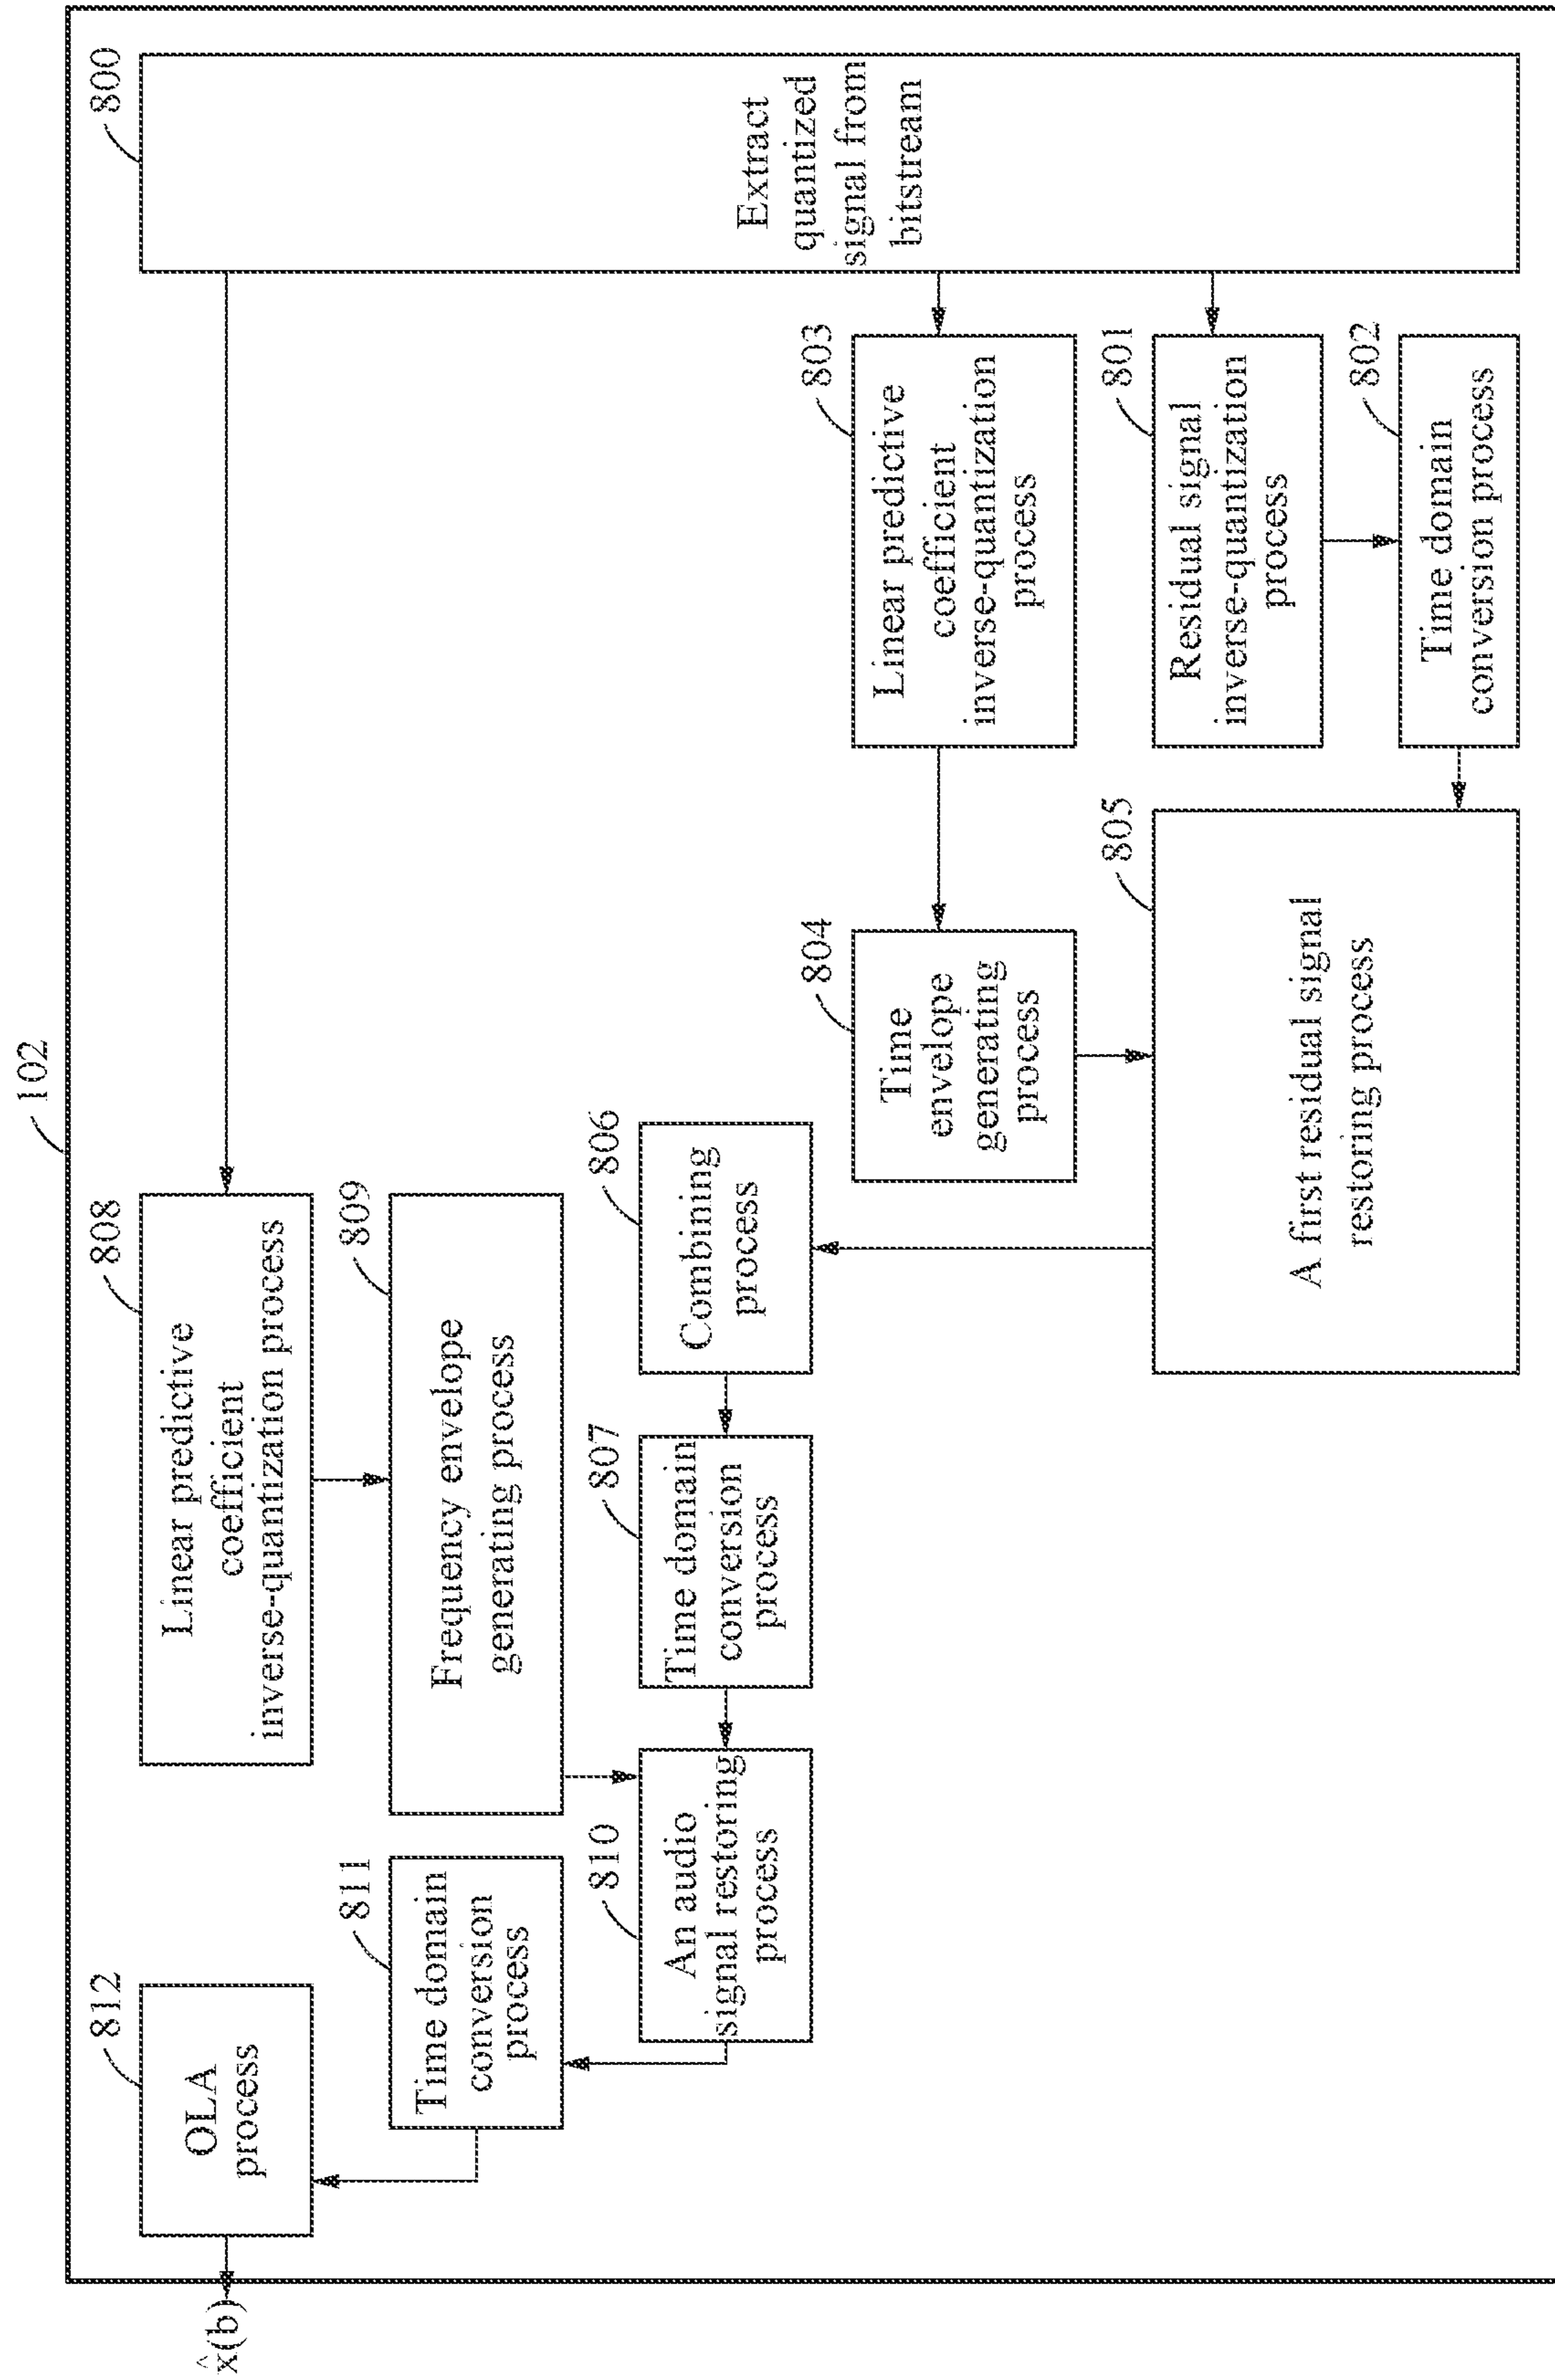 102
800
Extract
quantized
signal from
bitstream
803
Linear predictive
coefficient
inverse-quantization
process
801
Residual signal
inverse-quantization
process
802
Time domain
conversion process
804
Time
envelope
generating
process
805
A first residual signal
restoring process
806
Combining
process
807
Time domain
conversion
process
808
Linear predictive
coefficient
inverse-quantization process
809
Frequency envelope
generating process
810
An audio
signal restoring
process
811
Time domain
conversion
process
812
OLA
process
x̂(b)